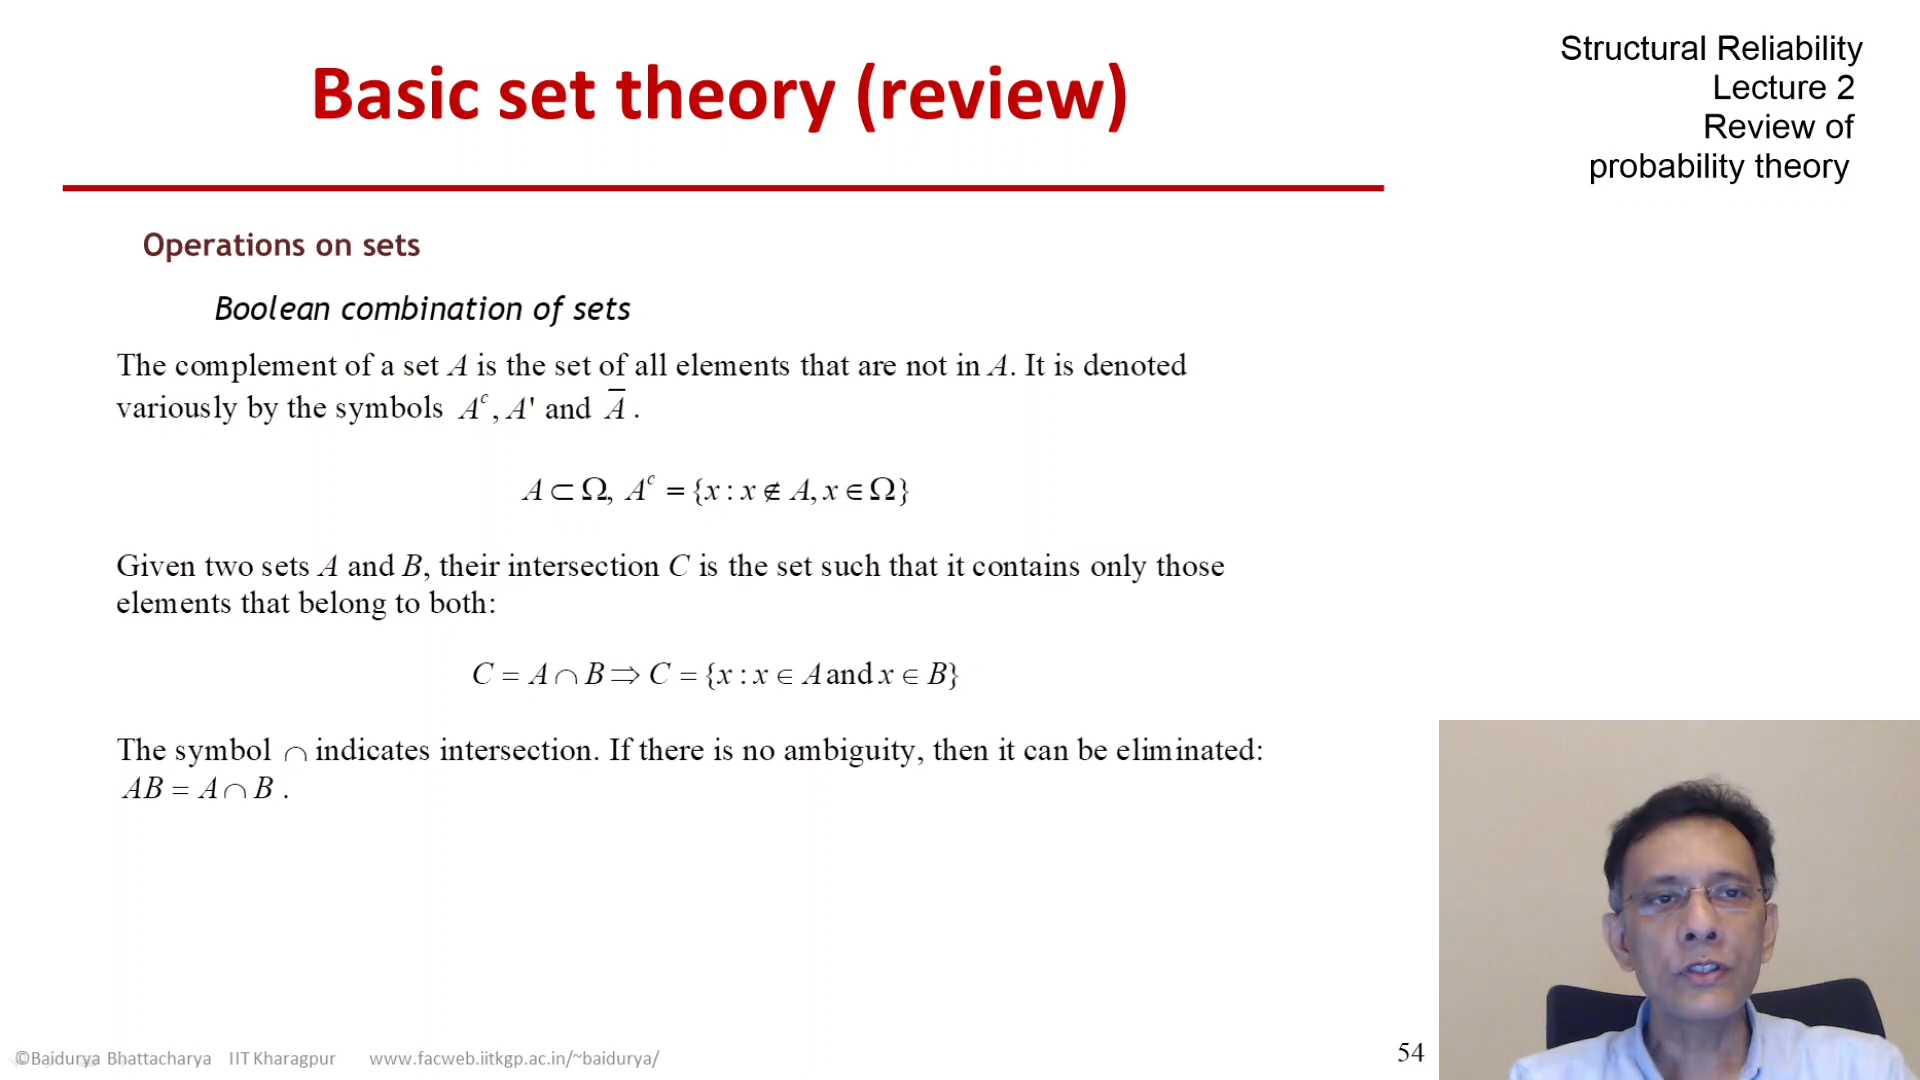 Basic set theory (review)
Structural Reliability
Lecture 2
Review of
probability theory
Operations on sets
Boolean combination of sets
The complement of a set A is the set of all elements that are not in A. It is denoted
variously by the symbols Aᶜ, A' and A̅ .
A ⊂ Ω, Aᶜ = {x : x ∉ A, x ∈ Ω}
Given two sets A and B, their intersection C is the set such that it contains only those
elements that belong to both:
C = A ∩ B ⇒ C = {x : x ∈ A and x ∈ B}
The symbol ∩ indicates intersection. If there is no ambiguity, then it can be eliminated:
AB = A ∩ B .
©Baidurya Bhattacharya IIT Kharagpur www.facweb.iitkgp.ac.in/~baidurya/
54